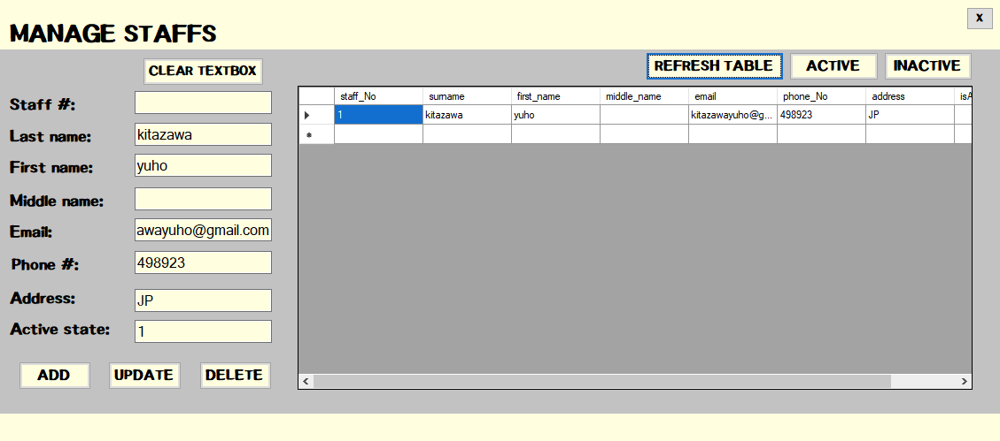 MANAGE STAFFS
X
CLEAR TEXTBOX
REFRESH TABLE
ACTIVE
INACTIVE
Staff #:
Last name: kitazawa
First name: yuho
Middle name:
Email: awayuho@gmail.com
Phone #: 498923
Address: JP
Active state: 1
ADD
UPDATE
DELETE
staff_No surname first_name middle_name email phone_No address isA
1 kitazawa yuho kitazawayuho@g... 498923 JP